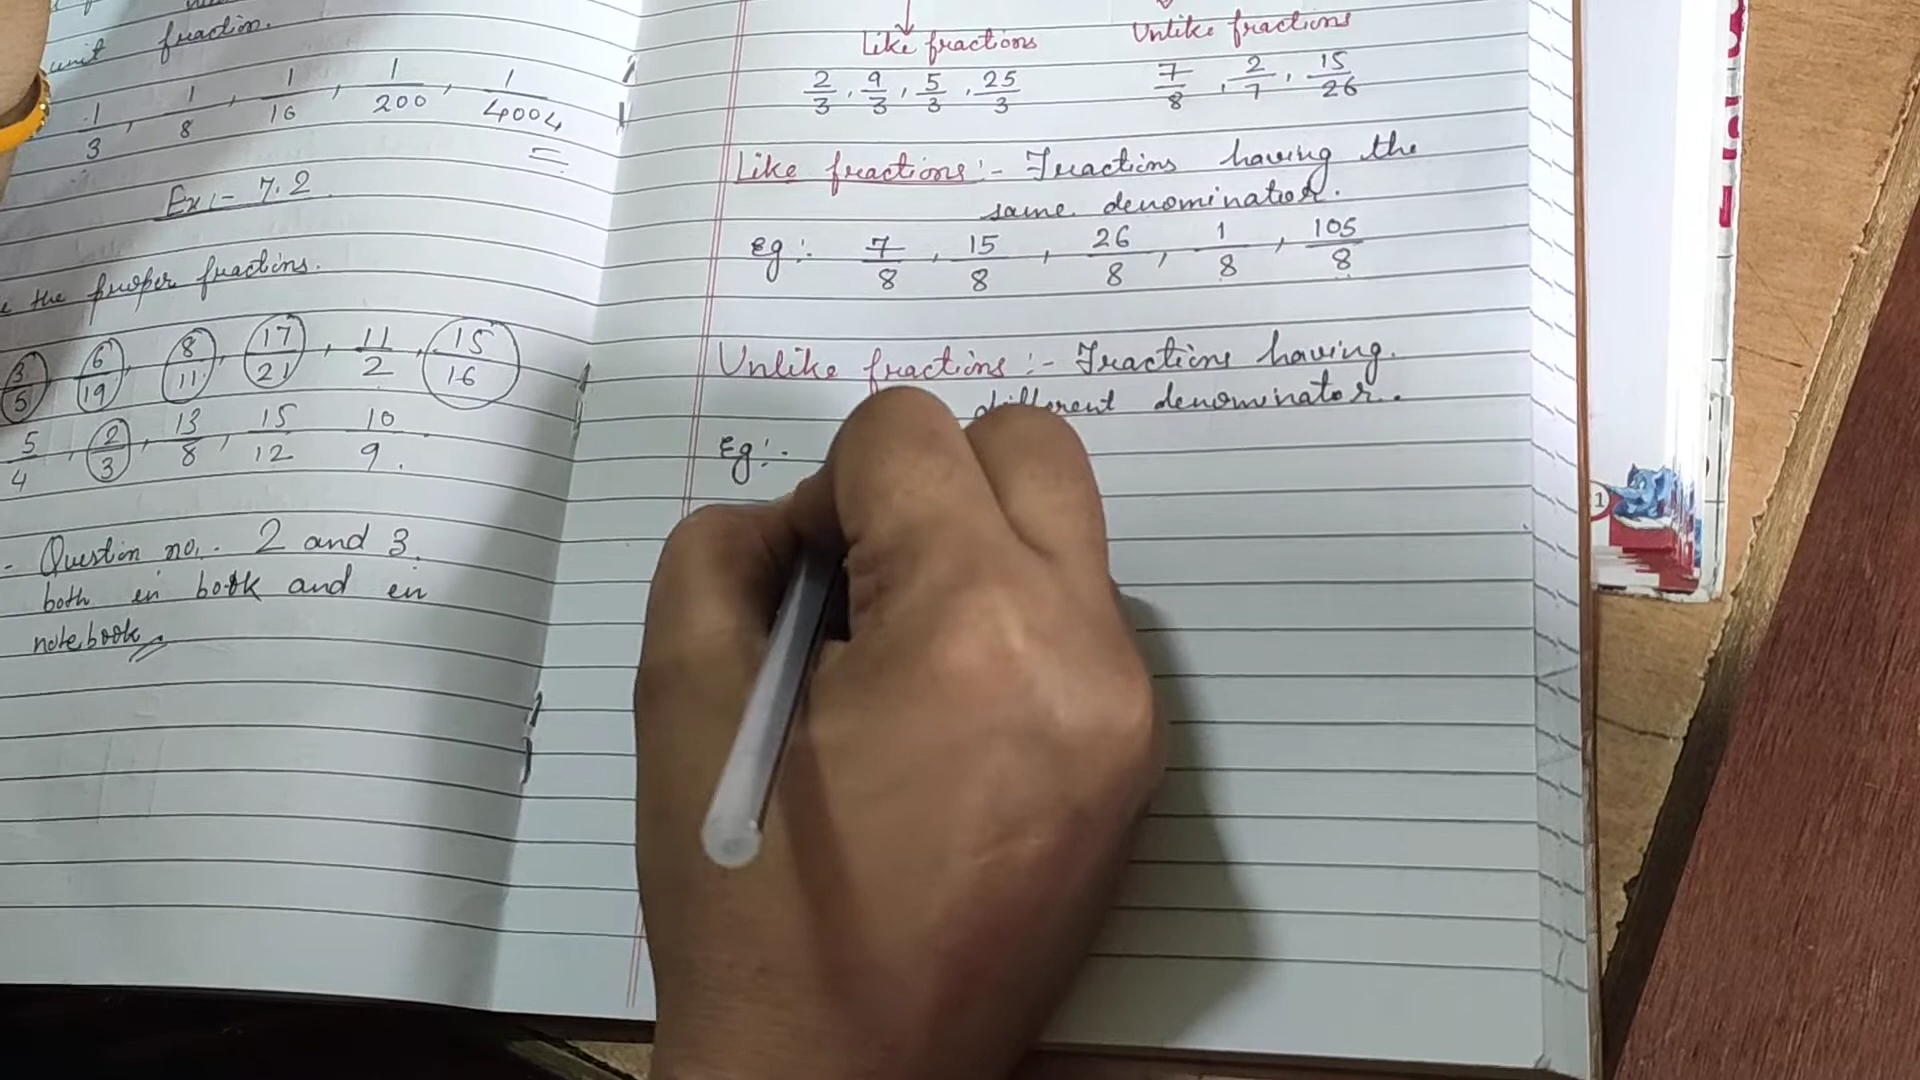 unit fraction.
1/3, 1/8, 1/16, 1/200, 1/4004
Ex:- 7.2
the proper fractions.
3/5, 6/19, 8/11, 17/21, 11/2, 15/16
5/4, 2/3, 13/8, 15/12 10/9.
- Question no. 2 and 3.
both in book and in
notebook
Like fractions Unlike fractions
2/3, 9/3, 5/3, 25/3 7/8, 2/7, 15/26
Like fractions:- Fractions having the
same denominator.
Eg:- 7/8, 15/8, 26/8, 1/8, 105/8
Unlike fractions:- Fractions having
different denominator.
Eg:-
1